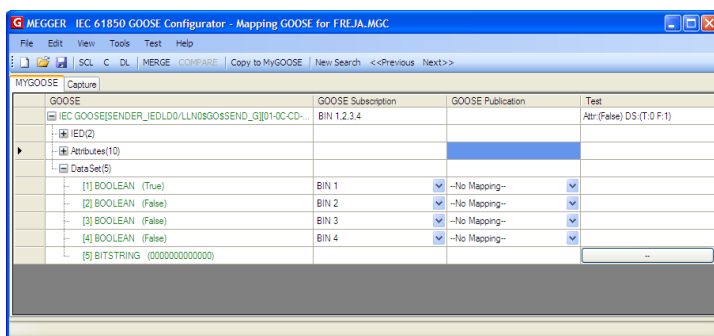 G MEGGER IEC 61850 GOOSE Configurator - Mapping GOOSE for FREJA.MGC
File Edit View Tools Test Help
SCL C DL MERGE COMPARE Copy to MyGOOSE New Search <<Previous Next>>
MYGOOSE Capture
GOOSE GOOSE Subscription GOOSE Publication Test
IEC GOOSE[SENDER_IEDLD0/LLN0$GO$SEND_G][01-0C-CD-... BIN 1,2,3,4 Attr:(False) DS:(T:0 F:1)
IED(2)
Attributes(10)
DataSet(5)
[1] BOOLEAN (True) BIN 1 --No Mapping--
[2] BOOLEAN (False) BIN 2 --No Mapping--
[3] BOOLEAN (False) BIN 3 --No Mapping--
[4] BOOLEAN (False) BIN 4 --No Mapping--
[5] BITSTRING (0000000000000) --